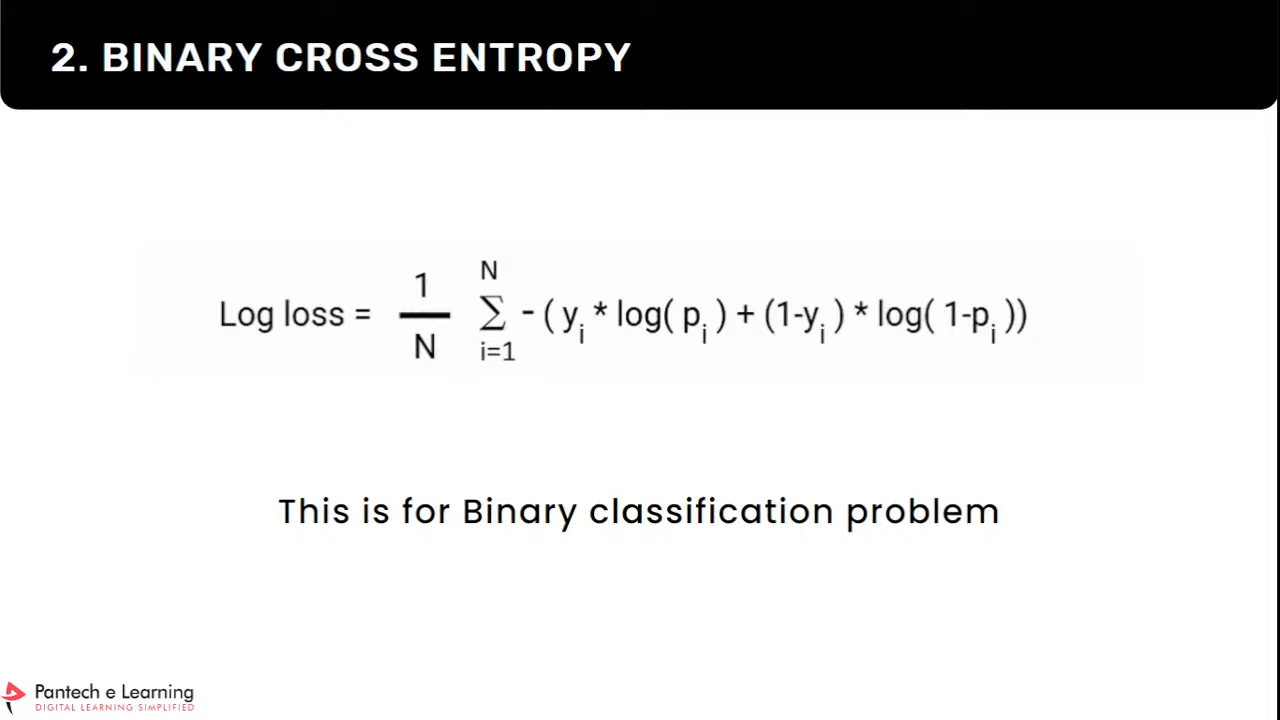 2. BINARY CROSS ENTROPY
Log loss = 1/N N∑i=1 - ( yi * log( pi ) + (1-yi ) * log( 1-pi ))
This is for Binary classification problem
Pantech e Learning
DIGITAL LEARNING SIMPLIFIED